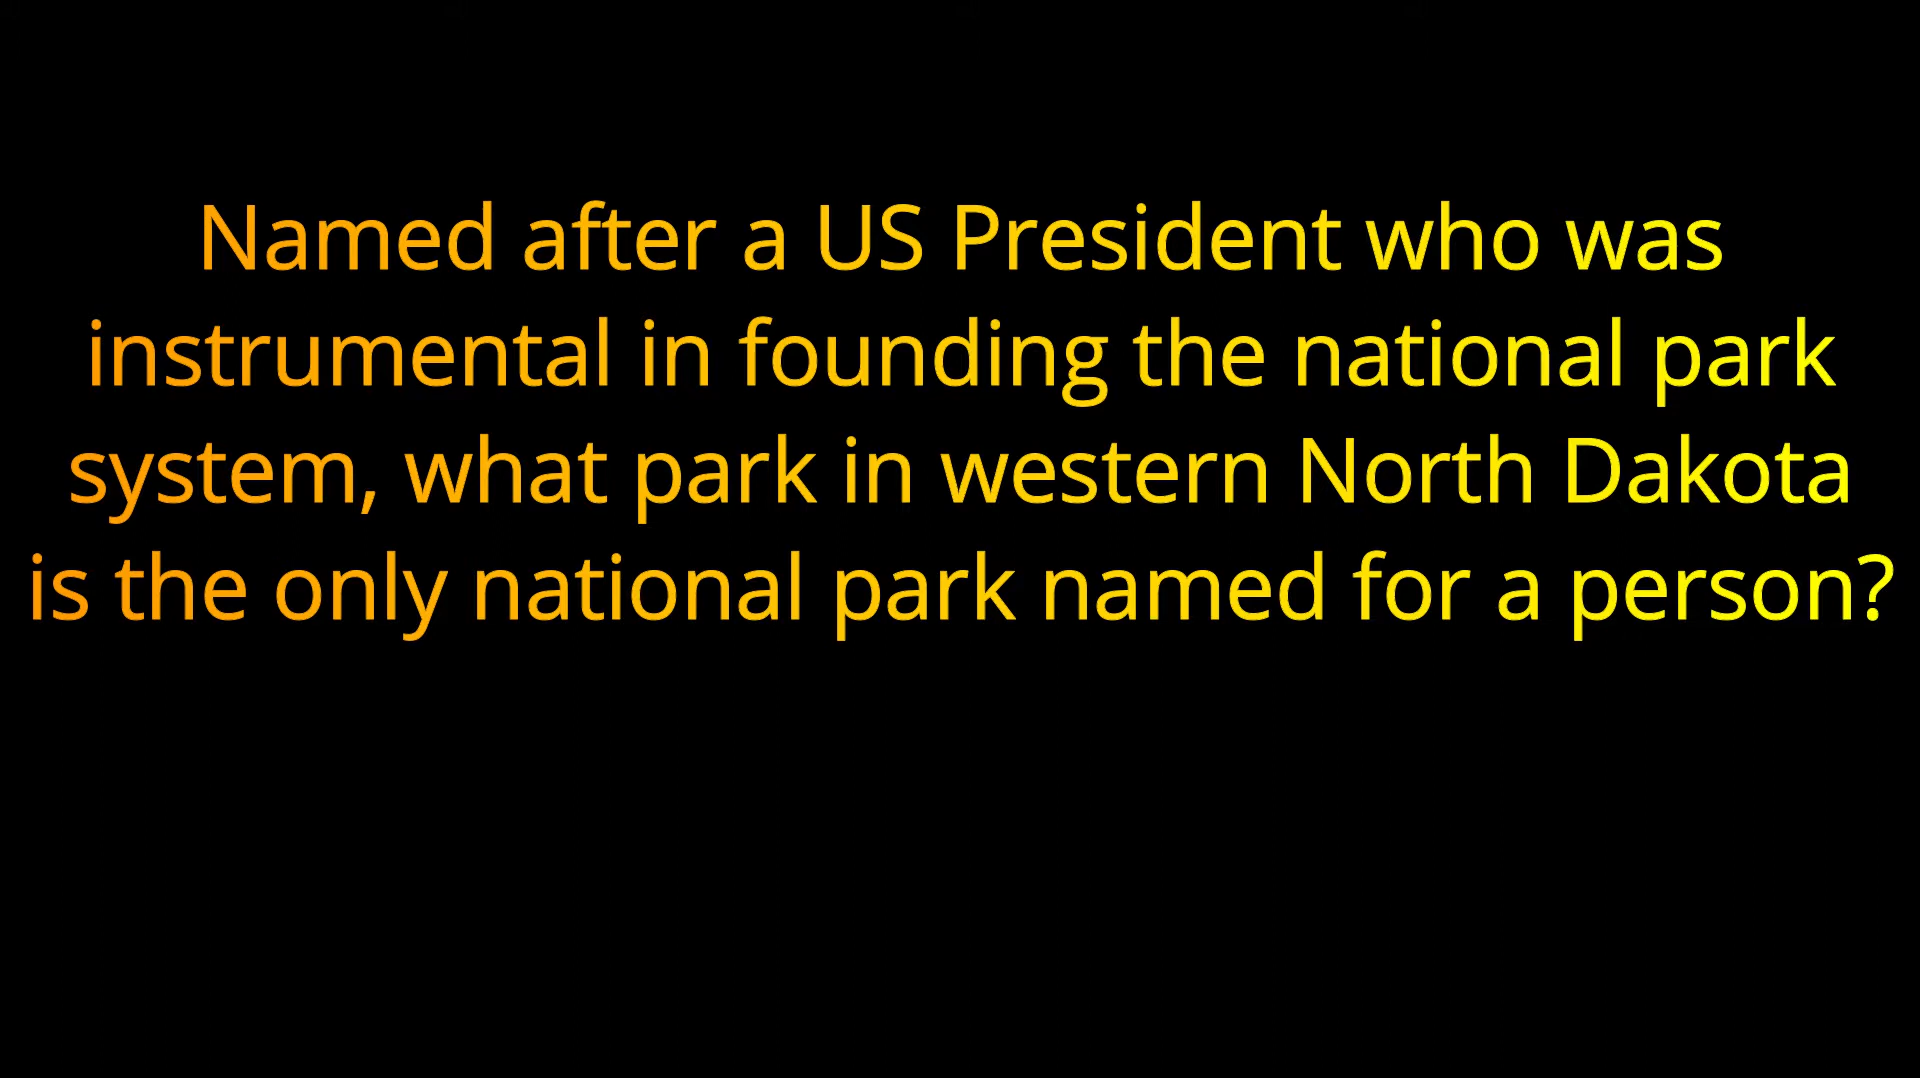 Named after a US President who was
instrumental in founding the national park
system, what park in western North Dakota
is the only national park named for a person?